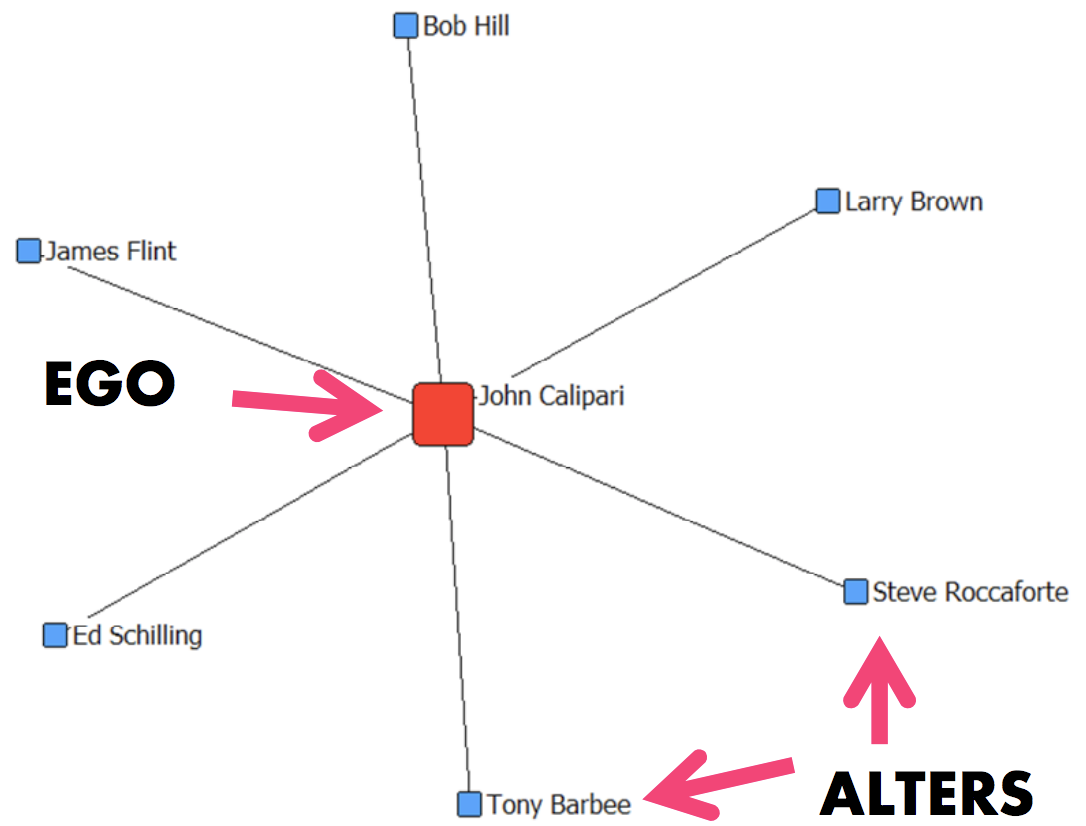 Bob Hill
Larry Brown
James Flint
EGO
John Calipari
Steve Roccaforte
Ed Schilling
Tony Barbee
ALTERS